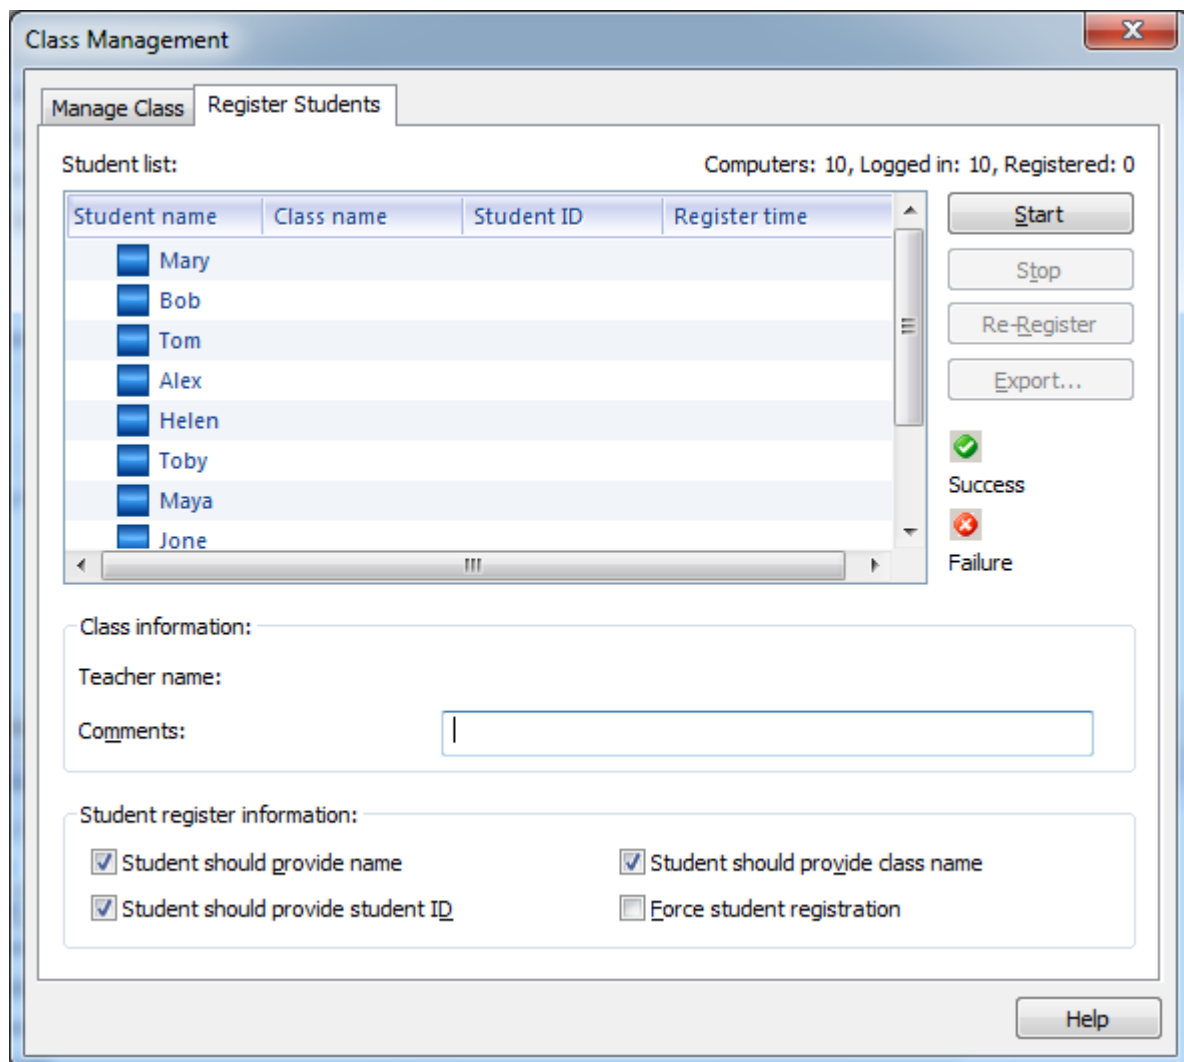 Class Management
Manage Class Register Students
Student list: Computers: 10, Logged in: 10, Registered: 0
Student name Class name Student ID Register time
Start
Mary
Stop
Bob
Tom
Re-Register
Alex
Export...
Helen
Toby
Success
Maya
Jone
Failure
Class information:
Teacher name:
Comments:
Student register information:
Student should provide name Student should provide class name
Student should provide student ID Force student registration
Help